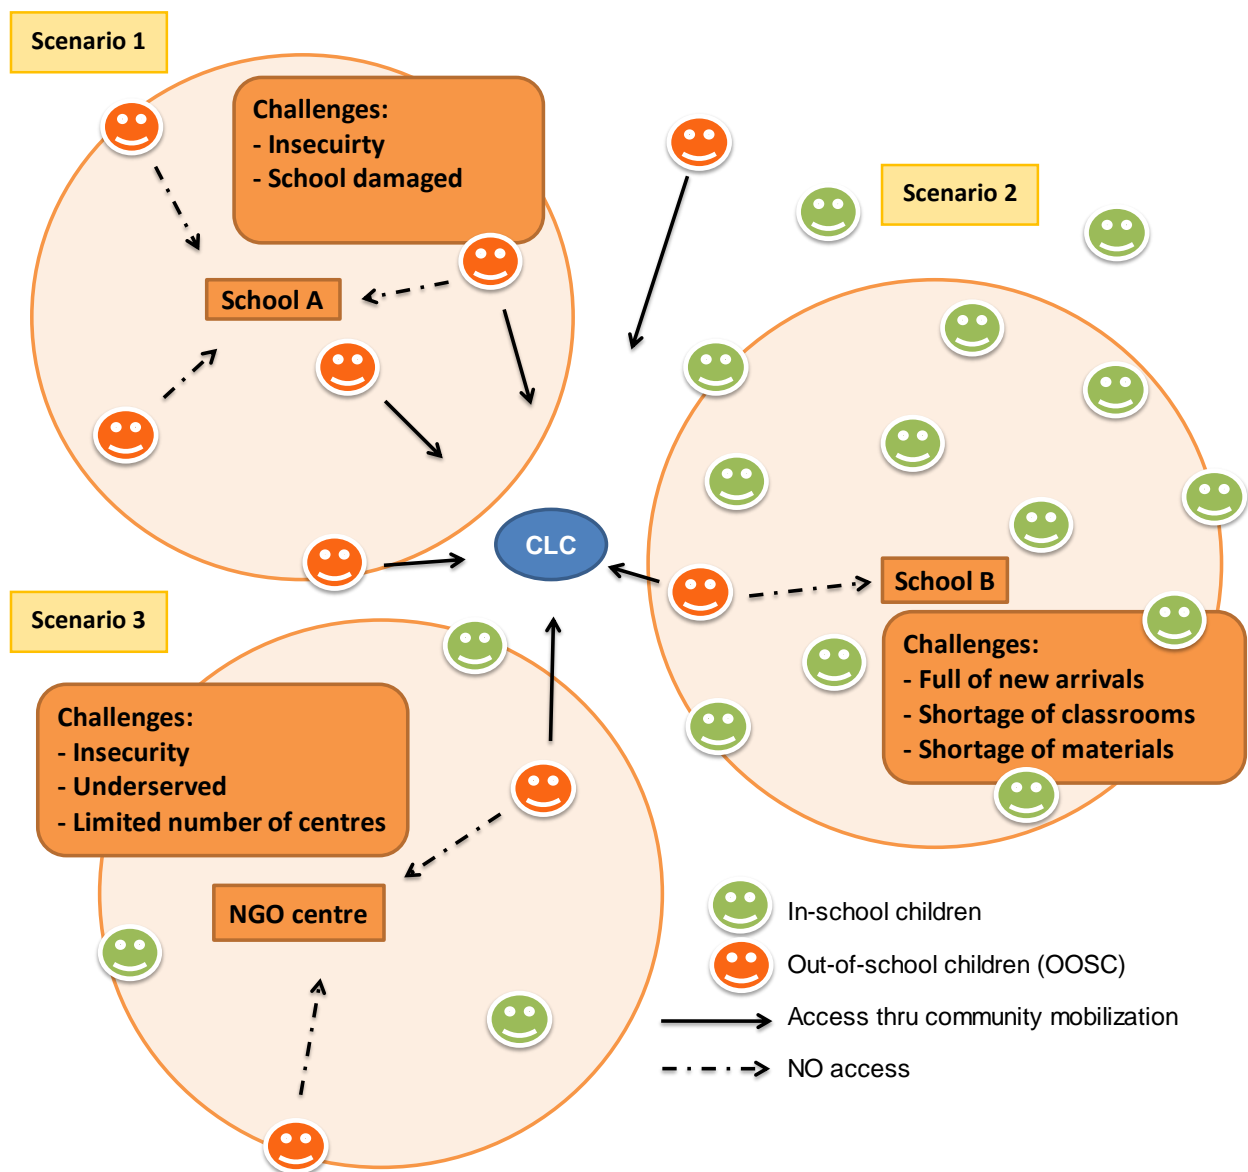 Scenario 1
Challenges:
- Insecuirty
- School damaged
School A
Scenario 2
CLC
School B
Challenges:
- Full of new arrivals
- Shortage of classrooms
- Shortage of materials
Scenario 3
Challenges:
- Insecurity
- Underserved
- Limited number of centres
NGO centre
In-school children
Out-of-school children (OOSC)
Access thru community mobilization
NO access